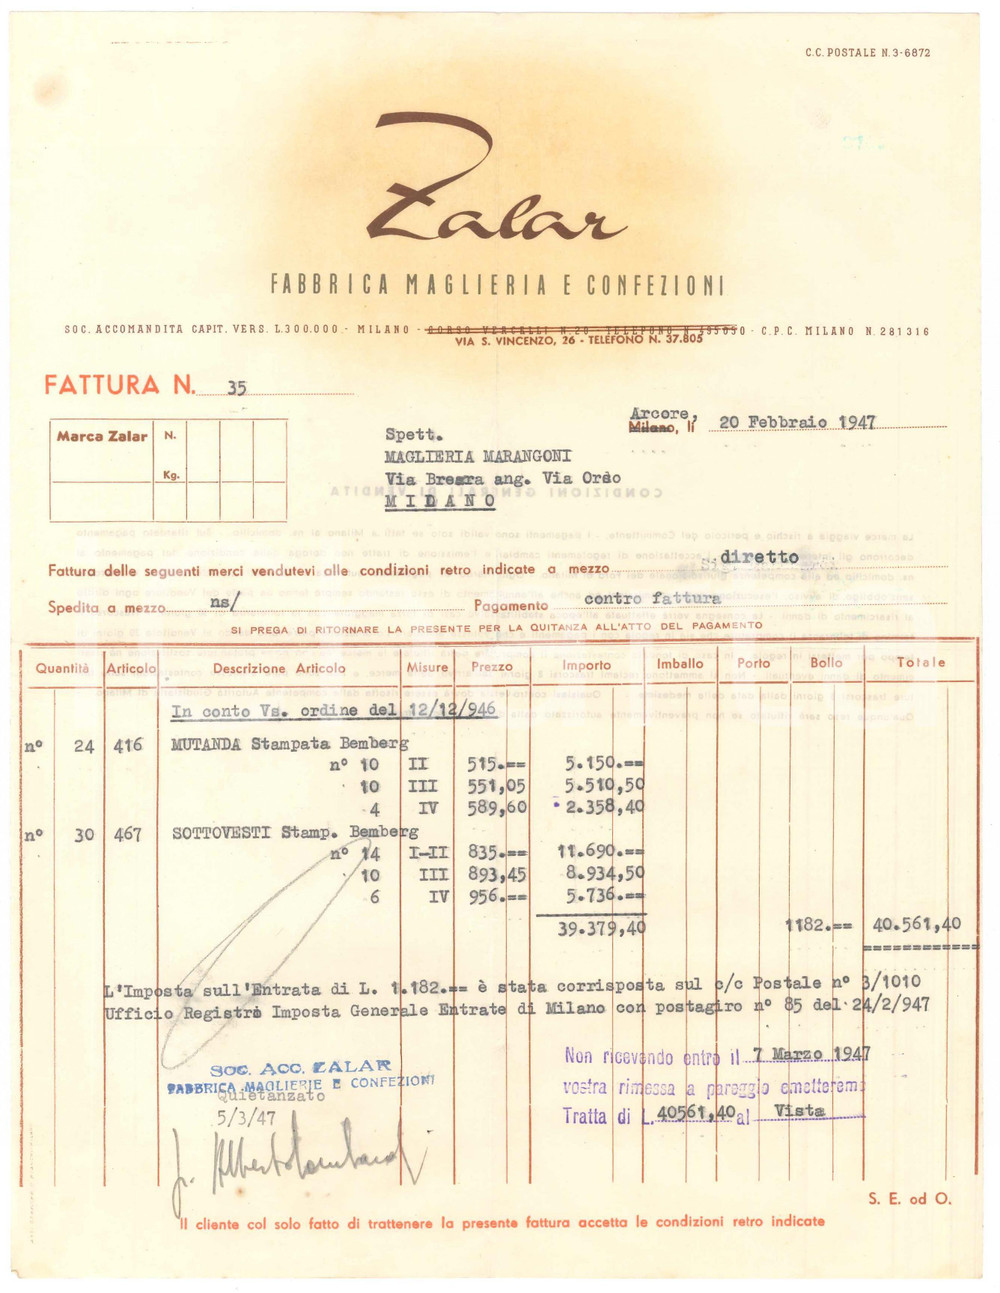 C.C. POSTALE N. 3-6872
Zalar
FABBRICA MAGLIERIA E CONFEZIONI
SOC. ACCOMANDITA CAPIT. VERS. L.300.000.- MILANO - CORSO VERCELLI N.20 - TELEFONO N. - C.P.C. MILANO N. 281316
VIA S. VINCENZO, 26 - TELEFONO N. 37.805
FATTURA N. 35
Arcore,
Milano, lì 20 Febbraio 1947
Marca Zalar N.
Kg.
Spett.
MAGLIERIA MARANGONI
Via Brera ang. Via Orso
MILANO
CONDIZIONI GENERALI DI VENDITA
Fattura delle seguenti merci vendutevi alle condizioni retro indicate a mezzo diretto
Spedita a mezzo ns/ Pagamento contro fattura
SI PREGA DI RITORNARE LA PRESENTE PER LA QUITANZA ALL'ATTO DEL PAGAMENTO
Quantità Articolo Descrizione Articolo Misure Prezzo Importo Imballo Porto Bollo Totale
In conto Vs. ordine del 12/12/946
n° 24 416 MUTANDA Stampata Bemberg
n° 10 II 515.== 5.150.==
10 III 551,05 5.510,50
4 IV 589,60 2.358,40
n° 30 467 SOTTOVESTI Stamp. Bemberg
n° 14 I-II 835.== 11.690.==
10 III 893,45 8.934,50
6 IV 956.== 5.736.==
39.379,40 1182.== 40.561,40
L'Imposta sull'Entrata di L. 1.182.== è stata corrisposta sul c/c Postale n° 3/1010
Ufficio Registro Imposta Generale Entrate di Milano con postagiro n° 85 del 24/2/947
Non ricevendo entro il 7 Marzo 1947
vostra rimessa a pareggio emetterem
Tratta di L. 40561,40 al Vista
SOC. ACC. ZALAR
FABBRICA MAGLIERIE E CONFEZIONI
Quietanzato
5/3/47
S. E. od O.
Il cliente col solo fatto di trattenere la presente fattura accetta le condizioni retro indicate